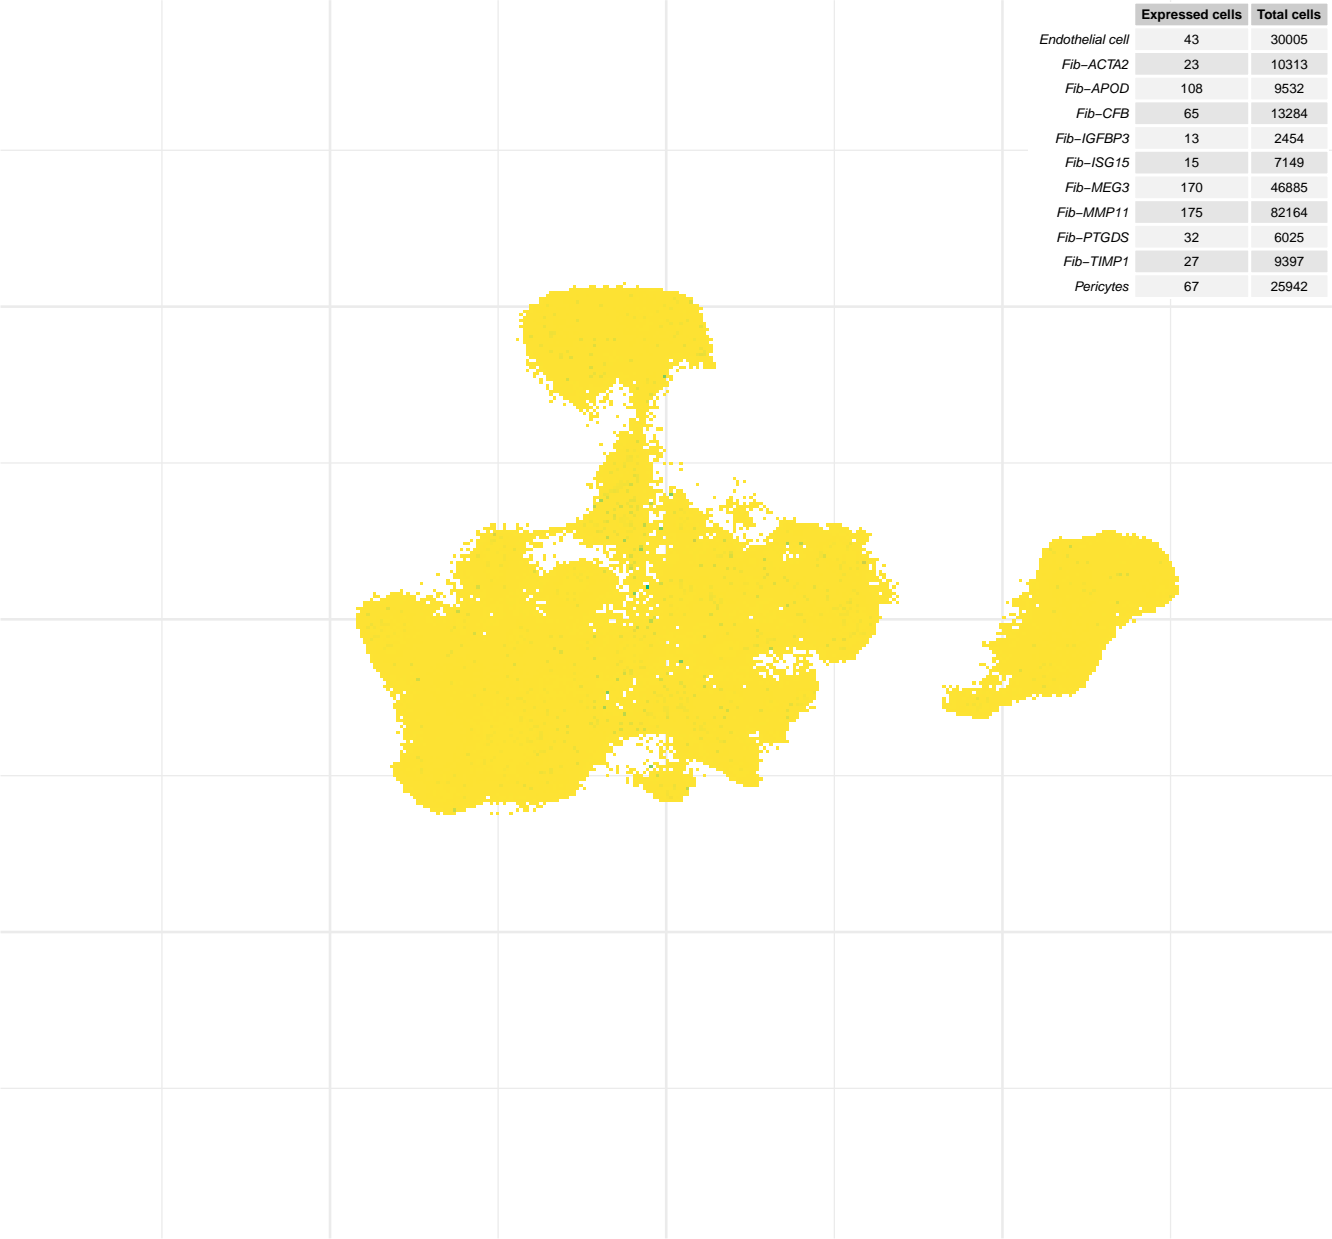 Expressed cells Total cells
Endothelial cell 43 30005
Fib−ACTA2 23 10313
Fib−APOD 108 9532
Fib−CFB 65 13284
Fib−IGFBP3 13 2454
Fib−ISG15 15 7149
Fib−MEG3 170 46885
Fib−MMP11 175 82164
Fib−PTGDS 32 6025
Fib−TIMP1 27 9397
Pericytes 67 25942